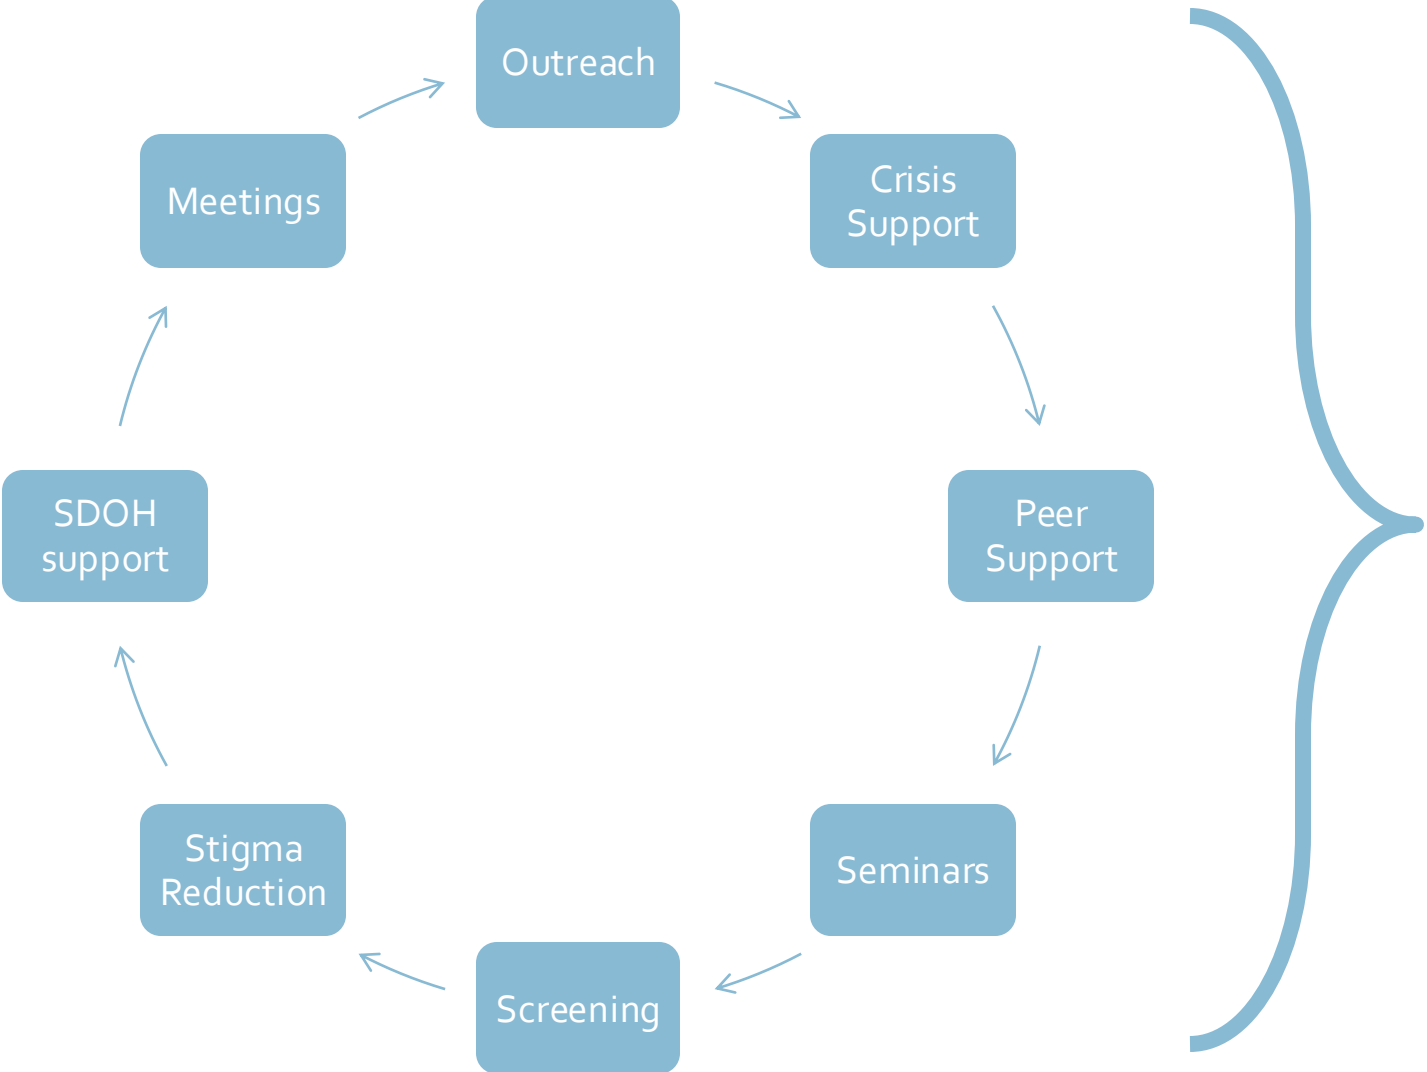 Outreach
Crisis
Support
Peer
Support
Seminars
Screening
Stigma
Reduction
SDOH
support
Meetings